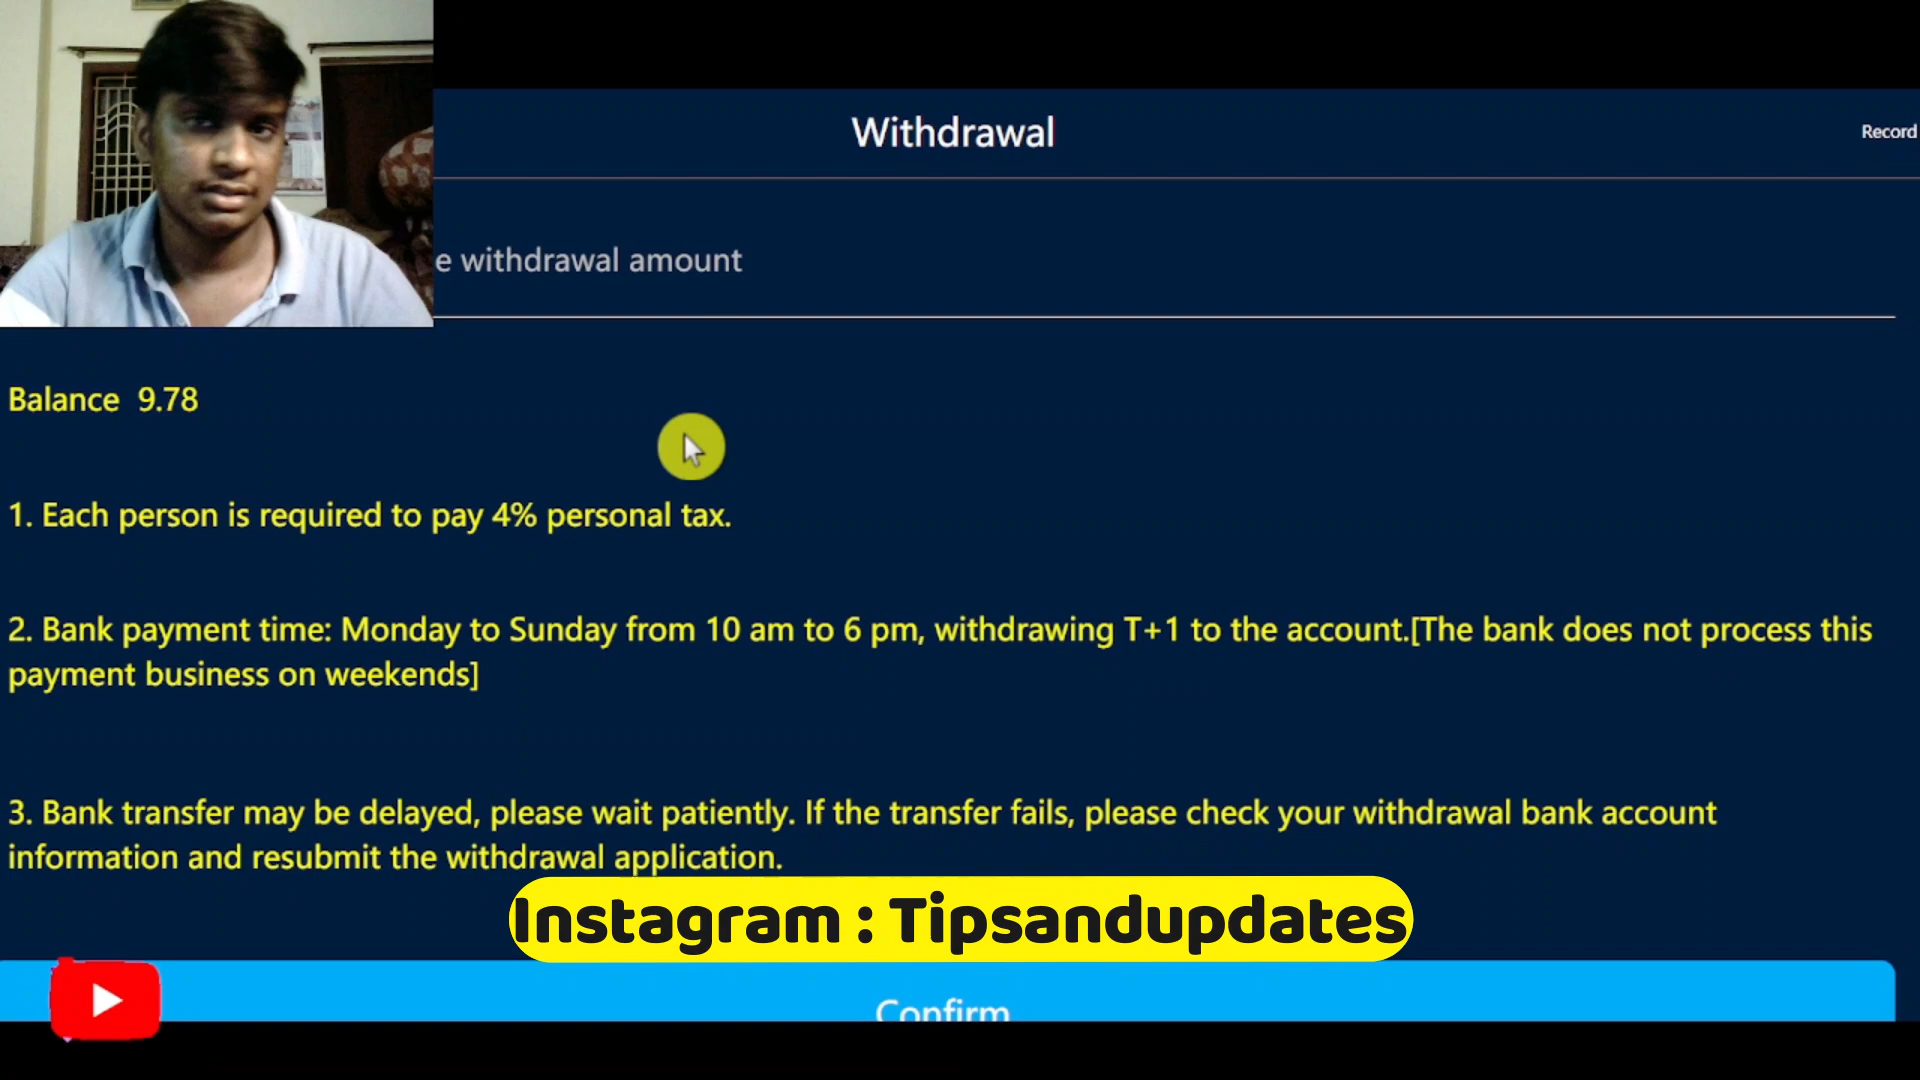 Withdrawal
Record
e withdrawal amount
Balance 9.78
1. Each person is required to pay 4% personal tax.
2. Bank payment time: Monday to Sunday from 10 am to 6 pm, withdrawing T+1 to the account.[The bank does not process this
payment business on weekends]
3. Bank transfer may be delayed, please wait patiently. If the transfer fails, please check your withdrawal bank account
information and resubmit the withdrawal application.
Instagram : Tipsandupdates
Confirm